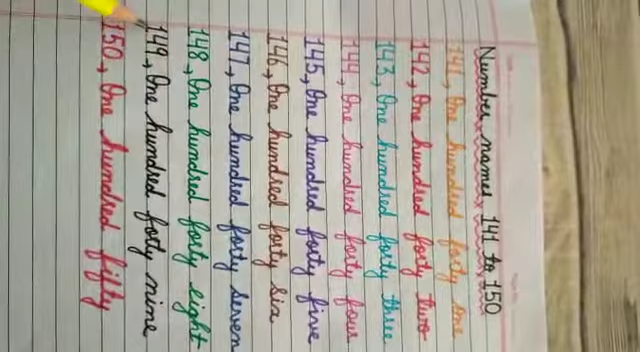 Number names 141 to 150
141, One hundred forty one
142, One hundred forty two
143, One hundred forty three
144, One hundred forty four
145, One hundred forty five
146, One hundred forty six
147, One hundred forty seven
148, One hundred forty eight
149, One hundred forty nine
150, One hundred fifty